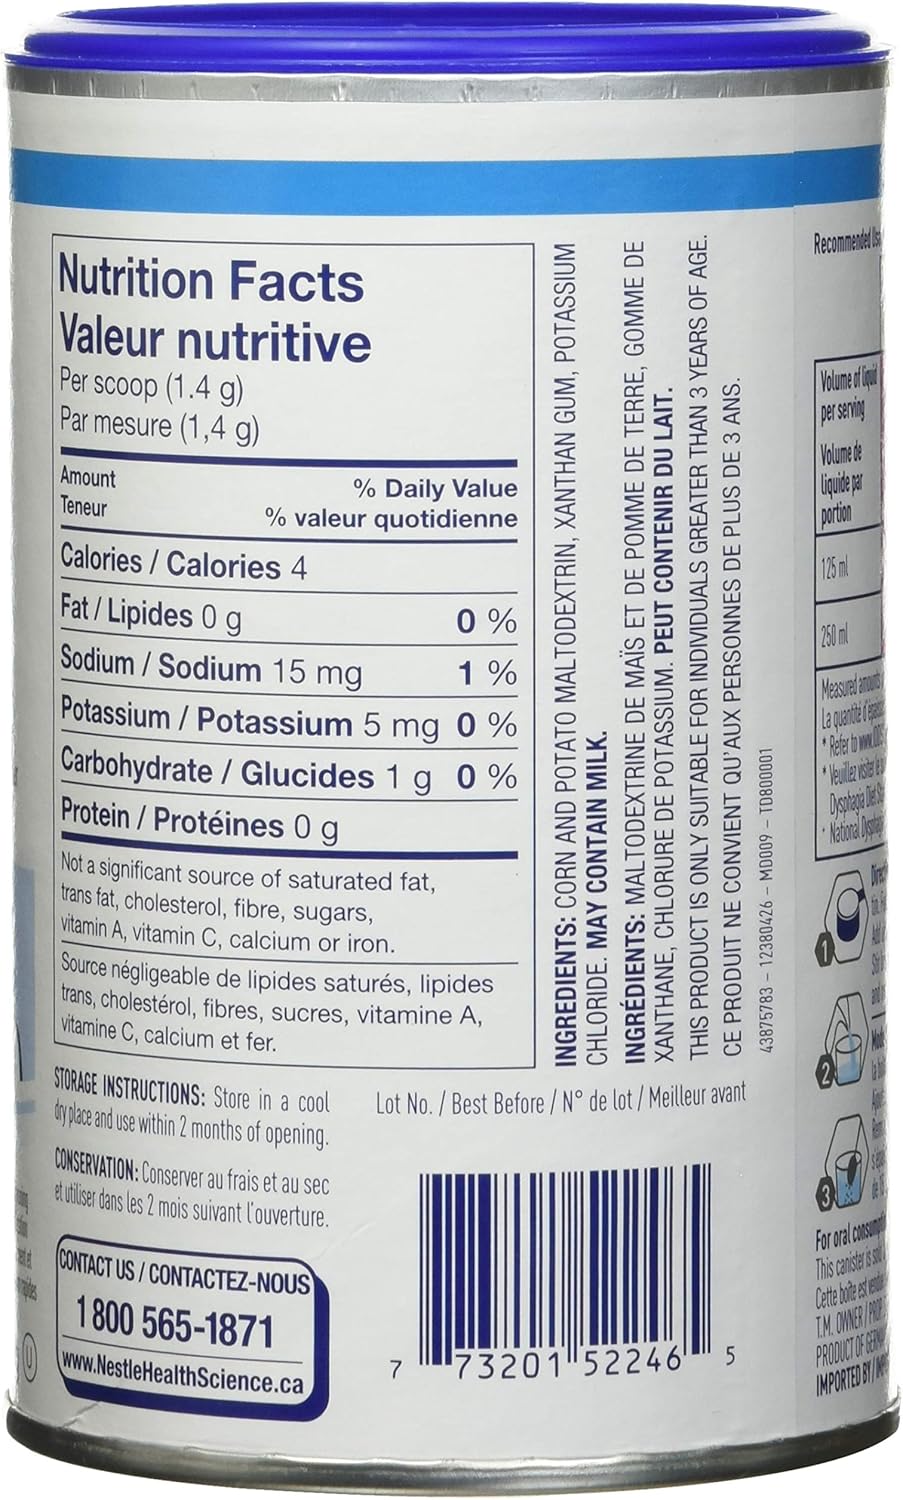 Nutrition Facts
Valeur nutritive
Per scoop (1.4 g)
Par mesure (1,4 g)
Amount
Teneur
% Daily Value
% valeur quotidienne
Calories / Calories 4
Fat / Lipides 0 g 0 %
Sodium / Sodium 15 mg 1 %
Potassium / Potassium 5 mg 0 %
Carbohydrate / Glucides 1 g 0 %
Protein / Protéines 0 g
Not a significant source of saturated fat,
trans fat, cholesterol, fibre, sugars,
vitamin A, vitamin C, calcium or iron.
Source négligeable de lipides saturés, lipides
trans, cholestérol, fibres, sucres, vitamine A,
vitamine C, calcium et fer.
INGREDIENTS: CORN AND POTATO MALTODEXTRIN, XANTHAN GUM, POTASSIUM
CHLORIDE. MAY CONTAIN MILK.
INGRÉDIENTS: MALTODEXTRINE DE MAÏS ET DE POMME DE TERRE, GOMME DE
XANTHANE, CHLORURE DE POTASSIUM. PEUT CONTENIR DU LAIT.
THIS PRODUCT IS ONLY SUITABLE FOR INDIVIDUALS GREATER THAN 3 YEARS OF AGE.
CE PRODUIT NE CONVIENT QU'AUX PERSONNES DE PLUS DE 3 ANS.
43875783 – 12380426 – MD009 – TD800001
STORAGE INSTRUCTIONS: Store in a cool
dry place and use within 2 months of opening.
CONSERVATION: Conserver au frais et au sec
et utiliser dans les 2 mois suivant l'ouverture.
Lot No. / Best Before / N° de lot / Meilleur avant
CONTACT US / CONTACTEZ-NOUS
1 800 565-1871
www.NestleHealthScience.ca
7 73201 52246 5
U
Recommended
Volume of liquid
per serving
Volume de
liquide par
portion
125 ml
250 ml
Measured amounts
La quantité
* Refer to
* Veuillez visiter le
Dysphagia Diet
* National
1
2
3
For oral
This canister is
Cette boîte est
T.M. OWNER /
PRODUCT OF
IMPORTED BY /